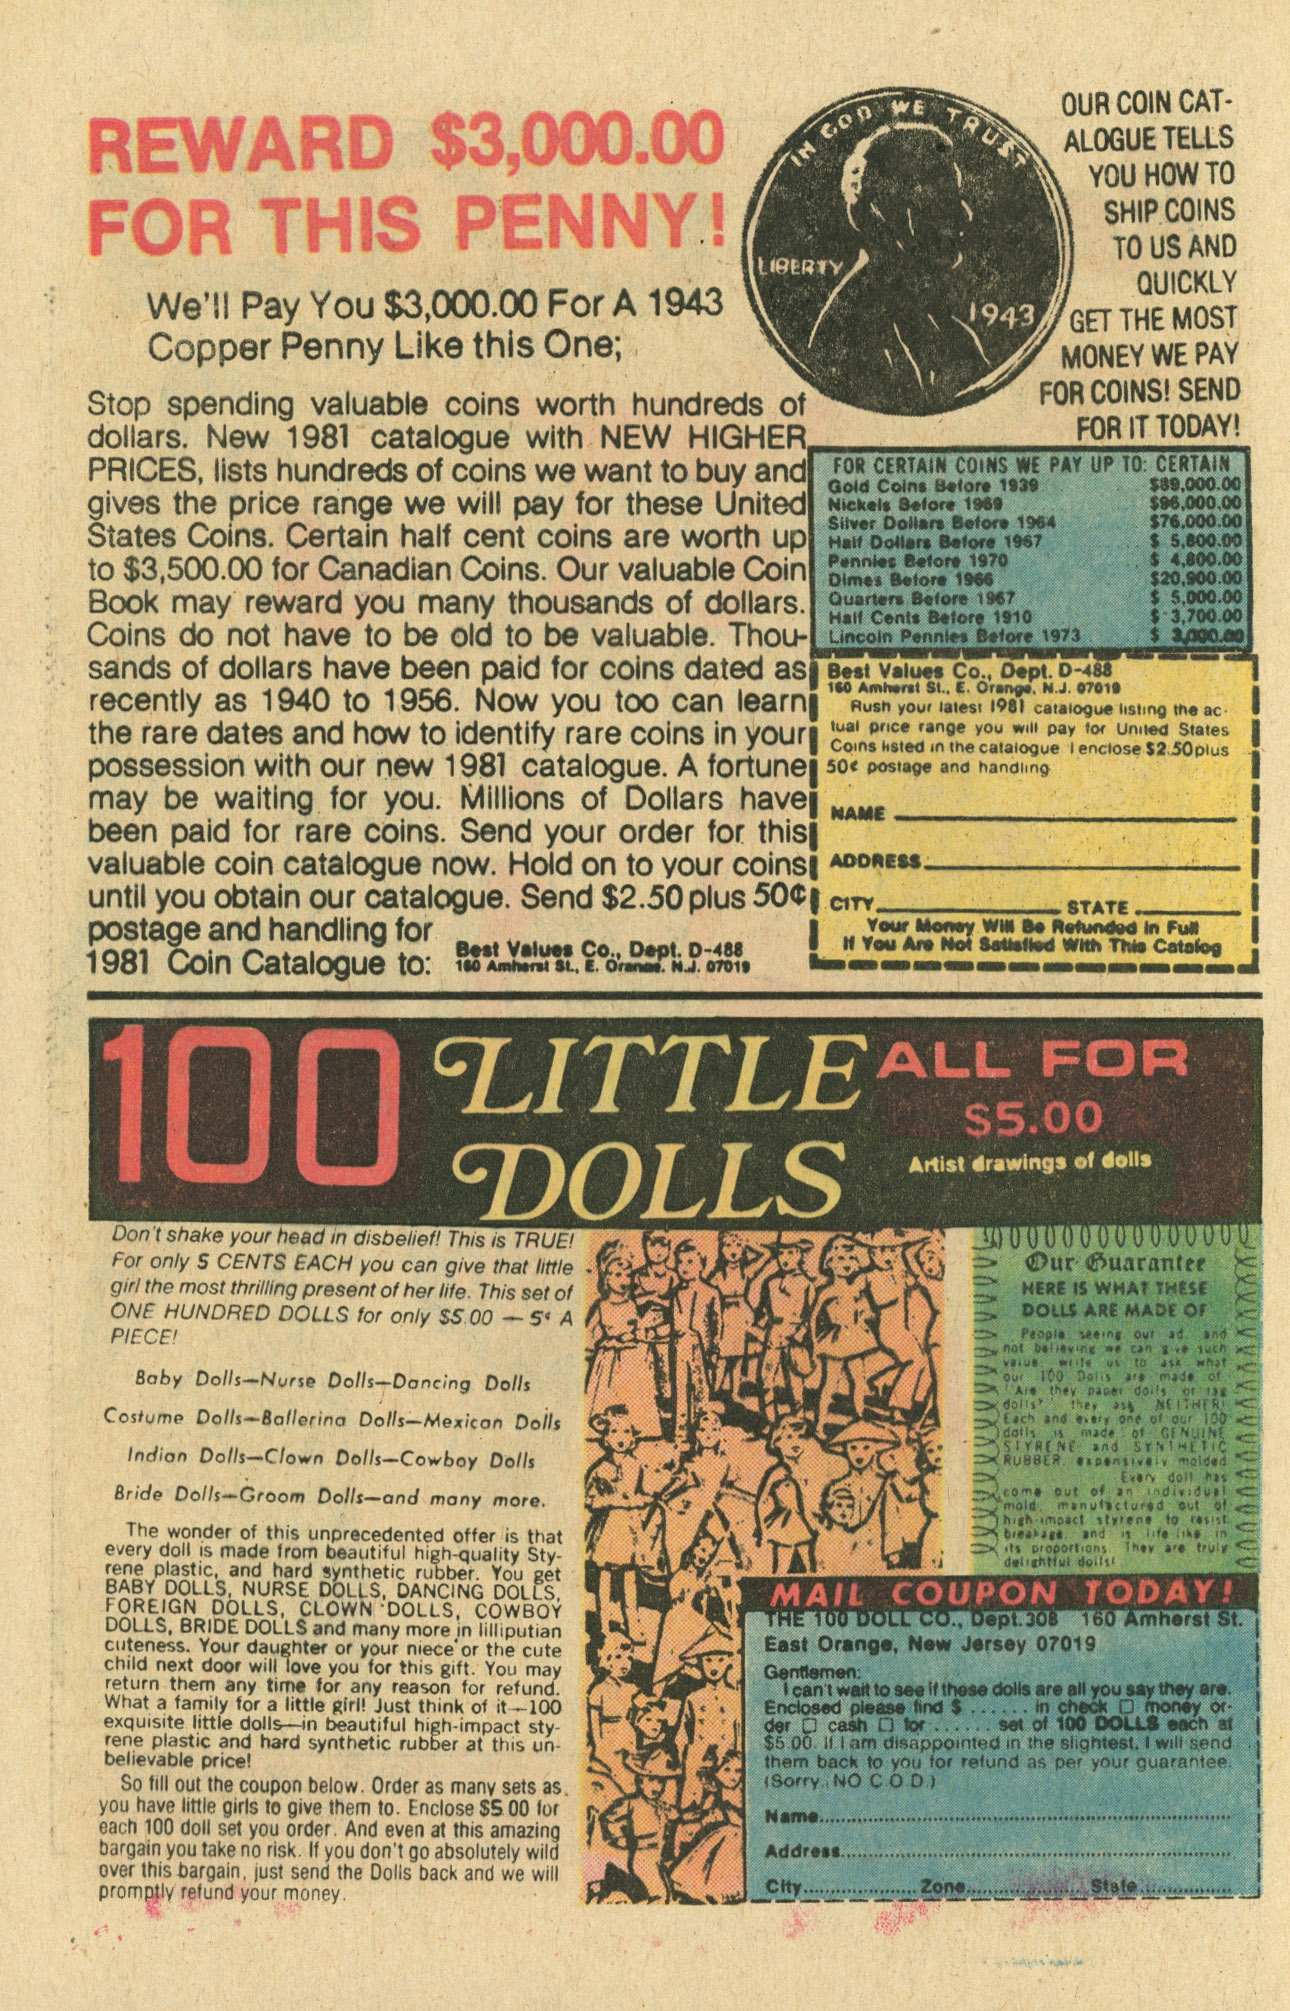 REWARD $3,000.00
FOR THIS PENNY!
We'll Pay You $3,000.00 For A 1943
Copper Penny Like this One;
IN GOD WE TRUST
LIBERTY
1943
OUR COIN CAT-
ALOGUE TELLS
YOU HOW TO
SHIP COINS
TO US AND
QUICKLY
GET THE MOST
MONEY WE PAY
FOR COINS! SEND
FOR IT TODAY!
Stop spending valuable coins worth hundreds of
dollars. New 1981 catalogue with NEW HIGHER
PRICES, lists hundreds of coins we want to buy and
gives the price range we will pay for these United
States Coins. Certain half cent coins are worth up
to $3,500.00 for Canadian Coins. Our valuable Coin
Book may reward you many thousands of dollars.
Coins do not have to be old to be valuable. Thou-
sands of dollars have been paid for coins dated as
recently as 1940 to 1956. Now you too can learn
the rare dates and how to identify rare coins in your
possession with our new 1981 catalogue. A fortune
may be waiting for you. Millions of Dollars have
been paid for rare coins. Send your order for this
valuable coin catalogue now. Hold on to your coins
until you obtain our catalogue. Send $2.50 plus 50¢
postage and handling for
1981 Coin Catalogue to:
Best Values Co., Dept. D-488
160 Amherst St., E. Orange, N.J. 07019
FOR CERTAIN COINS WE PAY UP TO: CERTAIN
Gold Coins Before 1939 $89,000.00
Nickels Before 1969 $96,000.00
Silver Dollars Before 1964 $76,000.00
Half Dollars Before 1967 $ 5,800.00
Pennies Before 1970 $ 4,800.00
Dimes Before 1966 $20,900.00
Quarters Before 1967 $ 5,000.00
Half Cents Before 1910 $ 3,700.00
Lincoln Pennies Before 1973 $ 3,000.00
Best Values Co., Dept. D-488
160 Amherst St., E. Orange, N.J. 07019
Rush your latest 1981 catalogue listing the ac-
tual price range you will pay for United States
Coins listed in the catalogue I enclose $2.50 plus
50¢ postage and handling
NAME
ADDRESS
CITY STATE
Your Money Will Be Refunded In Full
If You Are Not Satisfied With This Catalog
100 LITTLE DOLLS
ALL FOR
$5.00
Artist drawings of dolls
Don't shake your head in disbelief! This is TRUE!
For only 5 CENTS EACH you can give that little
girl the most thrilling present of her life. This set of
ONE HUNDRED DOLLS for only $5.00 — 5¢ A
PIECE!
Baby Dolls—Nurse Dolls—Dancing Dolls
Costume Dolls—Ballerina Dolls—Mexican Dolls
Indian Dolls—Clown Dolls—Cowboy Dolls
Bride Dolls—Groom Dolls—and many more.
The wonder of this unprecedented offer is that
every doll is made from beautiful high-quality Sty-
rene plastic, and hard synthetic rubber. You get
BABY DOLLS, NURSE DOLLS, DANCING DOLLS,
FOREIGN DOLLS, CLOWN DOLLS, COWBOY
DOLLS, BRIDE DOLLS and many more in lilliputian
cuteness. Your daughter or your niece or the cute
child next door will love you for this gift. You may
return them any time for any reason for refund.
What a family for a little girl! Just think of it—100
exquisite little dolls—in beautiful high-impact sty-
rene plastic and hard synthetic rubber at this un-
believable price!
So fill out the coupon below. Order as many sets as
you have little girls to give them to. Enclose $5.00 for
each 100 doll set you order. And even at this amazing
bargain you take no risk. If you don't go absolutely wild
over this bargain, just send the Dolls back and we will
promptly refund your money.
Our Guarantee
HERE IS WHAT THESE
DOLLS ARE MADE OF
People seeing our ad, and
not believing we can give such
value, write us to ask what
our 100 Dolls are made of.
"Are they paper dolls or rag
dolls" they ask NEITHER!
Each and every one of our 100
dolls is made of GENUINE
STYRENE and SYNTHETIC
RUBBER, expensively molded
Every doll has
come out of an individual
mold, manufactured out of
high-impact styrene to resist
breakage, and is life-like in
its proportions. They are truly
delightful dolls!
MAIL COUPON TODAY!
THE 100 DOLL CO., Dept.308 160 Amherst St.
East Orange, New Jersey 07019
Gentlemen:
I can't wait to see if these dolls are all you say they are.
Enclosed please find $ ...... in check □ money or-
der □ cash □ for ...... set of 100 DOLLS each at
$5.00. If I am disappointed in the slightest, I will send
them back to you for refund as per your guarantee.
(Sorry, NO C.O.D.)
Name
Address
City Zone State